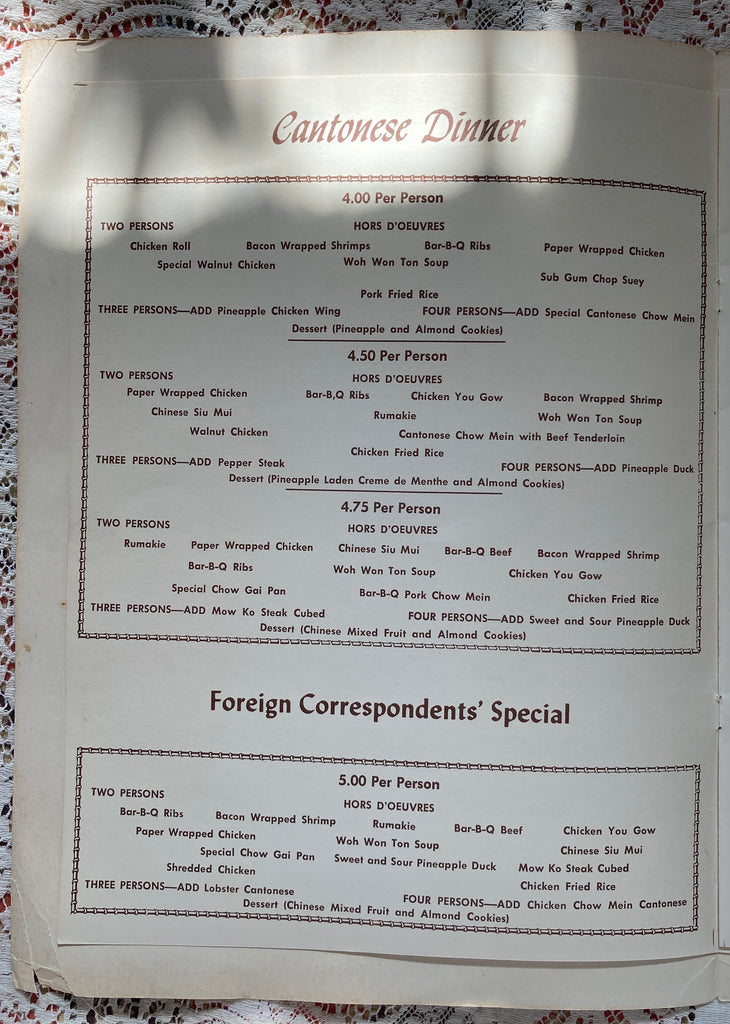 Cantonese Dinner
4.00 Per Person
TWO PERSONS HORS D'OEUVRES
Chicken Roll Bacon Wrapped Shrimps Bar-B-Q Ribs Paper Wrapped Chicken
Special Walnut Chicken Woh Won Ton Soup Sub Gum Chop Suey
Pork Fried Rice
THREE PERSONS—ADD Pineapple Chicken Wing FOUR PERSONS—ADD Special Cantonese Chow Mein
Dessert (Pineapple and Almond Cookies)
4.50 Per Person
TWO PERSONS HORS D'OEUVRES
Paper Wrapped Chicken Bar-B,Q Ribs Chicken You Gow Bacon Wrapped Shrimp
Chinese Siu Mui Rumakie Woh Won Ton Soup
Walnut Chicken Cantonese Chow Mein with Beef Tenderloin
Chicken Fried Rice
THREE PERSONS—ADD Pepper Steak FOUR PERSONS—ADD Pineapple Duck
Dessert (Pineapple Laden Creme de Menthe and Almond Cookies)
4.75 Per Person
TWO PERSONS HORS D'OEUVRES
Rumakie Paper Wrapped Chicken Chinese Siu Mui Bar-B-Q Beef Bacon Wrapped Shrimp
Bar-B-Q Ribs Woh Won Ton Soup Chicken You Gow
Special Chow Gai Pan Bar-B-Q Pork Chow Mein Chicken Fried Rice
THREE PERSONS—ADD Mow Ko Steak Cubed FOUR PERSONS—ADD Sweet and Sour Pineapple Duck
Dessert (Chinese Mixed Fruit and Almond Cookies)
Foreign Correspondents' Special
5.00 Per Person
TWO PERSONS HORS D'OEUVRES
Bar-B-Q Ribs Bacon Wrapped Shrimp Rumakie Bar-B-Q Beef Chicken You Gow
Paper Wrapped Chicken Woh Won Ton Soup Chinese Siu Mui
Special Chow Gai Pan Sweet and Sour Pineapple Duck Mow Ko Steak Cubed
Shredded Chicken Chicken Fried Rice
THREE PERSONS—ADD Lobster Cantonese FOUR PERSONS—ADD Chicken Chow Mein Cantonese
Dessert (Chinese Mixed Fruit and Almond Cookies)